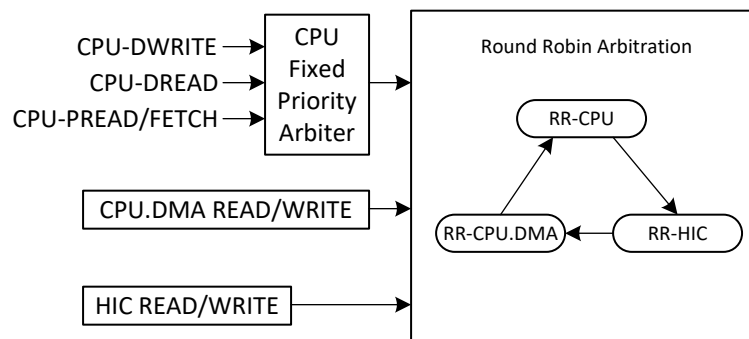 CPU-DWRITE
CPU-DREAD
CPU-PREAD/FETCH
CPU
Fixed
Priority
Arbiter
CPU.DMA READ/WRITE
HIC READ/WRITE
Round Robin Arbitration
RR-CPU
RR-CPU.DMA
RR-HIC